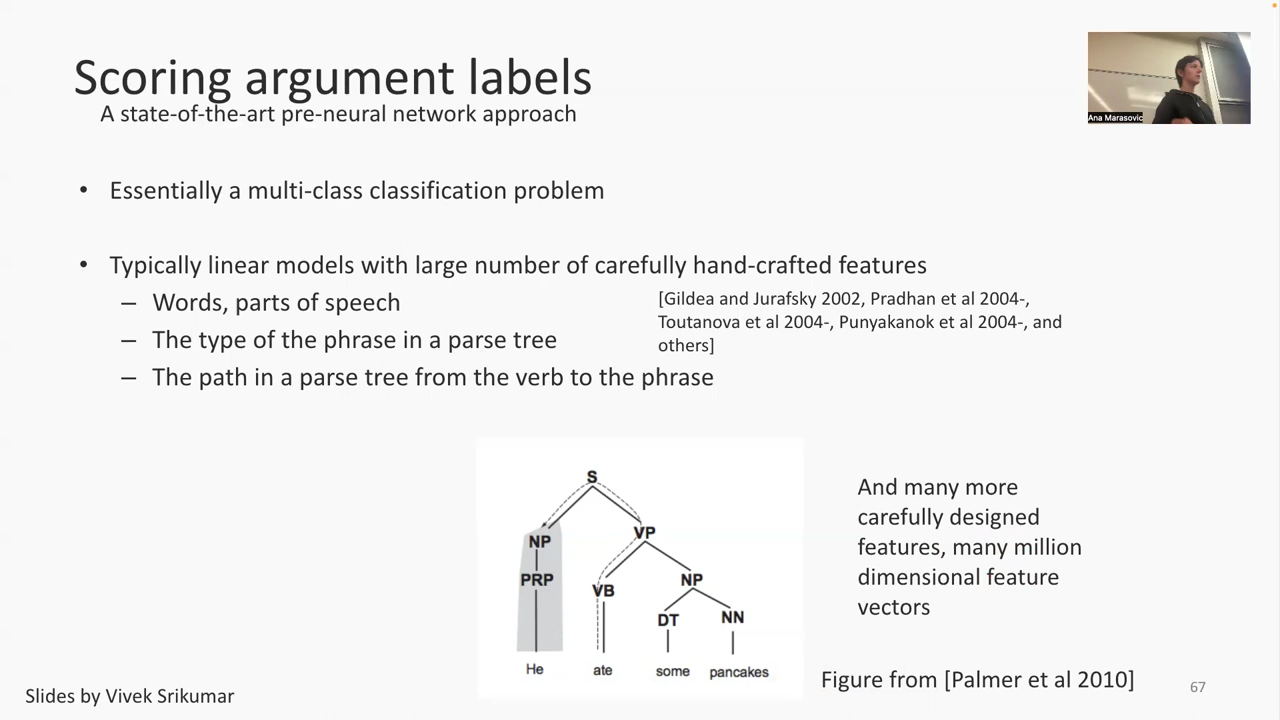 Scoring argument labels
A state-of-the-art pre-neural network approach
Ana Marasovic
• Essentially a multi-class classification problem
• Typically linear models with large number of carefully hand-crafted features
– Words, parts of speech
– The type of the phrase in a parse tree
– The path in a parse tree from the verb to the phrase
[Gildea and Jurafsky 2002, Pradhan et al 2004-,
Toutanova et al 2004-, Punyakanok et al 2004-, and
others]
S
NP VP
PRP VB NP
DT NN
He ate some pancakes
And many more
carefully designed
features, many million
dimensional feature
vectors
Figure from [Palmer et al 2010]
Slides by Vivek Srikumar
67